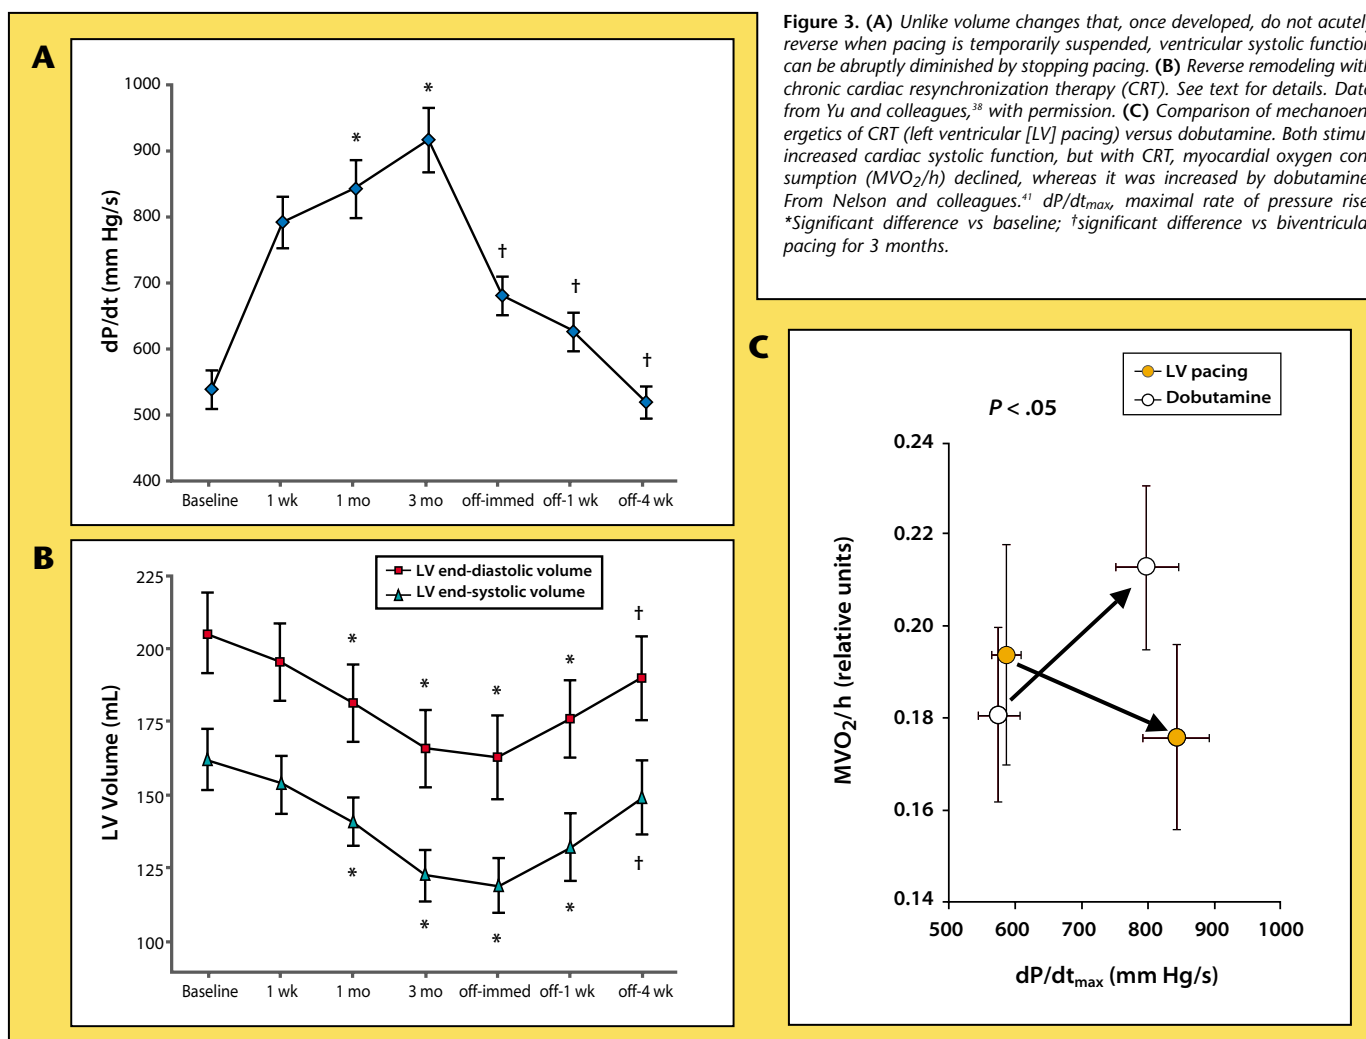 Figure 3. (A) Unlike volume changes that, once developed, do not acutel
reverse when pacing is temporarily suspended, ventricular systolic function
can be abruptly diminished by stopping pacing. (B) Reverse remodeling with
chronic cardiac resynchronization therapy (CRT). See text for details. Data
from Yu and colleagues,38 with permission. (C) Comparison of mechanoen
ergetics of CRT (left ventricular [LV] pacing) versus dobutamine. Both stimu
increased cardiac systolic function, but with CRT, myocardial oxygen con
sumption (MVO2/h) declined, whereas it was increased by dobutamine
From Nelson and colleagues.41 dP/dtmax, maximal rate of pressure rise
*Significant difference vs baseline; †significant difference vs biventricula
pacing for 3 months.
A
dP/dt (mm Hg/s)
1000
900
800
700
600
500
400
*
*
†
†
†
Baseline 1 wk 1 mo 3 mo off-immed off-1 wk off-4 wk
B
LV end-diastolic volume
LV end-systolic volume
LV Volume (mL)
225
200
175
150
125
100
*
*
*
*
†
*
*
*
*
†
Baseline 1 wk 1 mo 3 mo off-immed off-1 wk off-4 wk
C
LV pacing
Dobutamine
P < .05
MVO2/h (relative units)
0.24
0.22
0.20
0.18
0.16
0.14
500 600 700 800 900 1000
dP/dtmax (mm Hg/s)